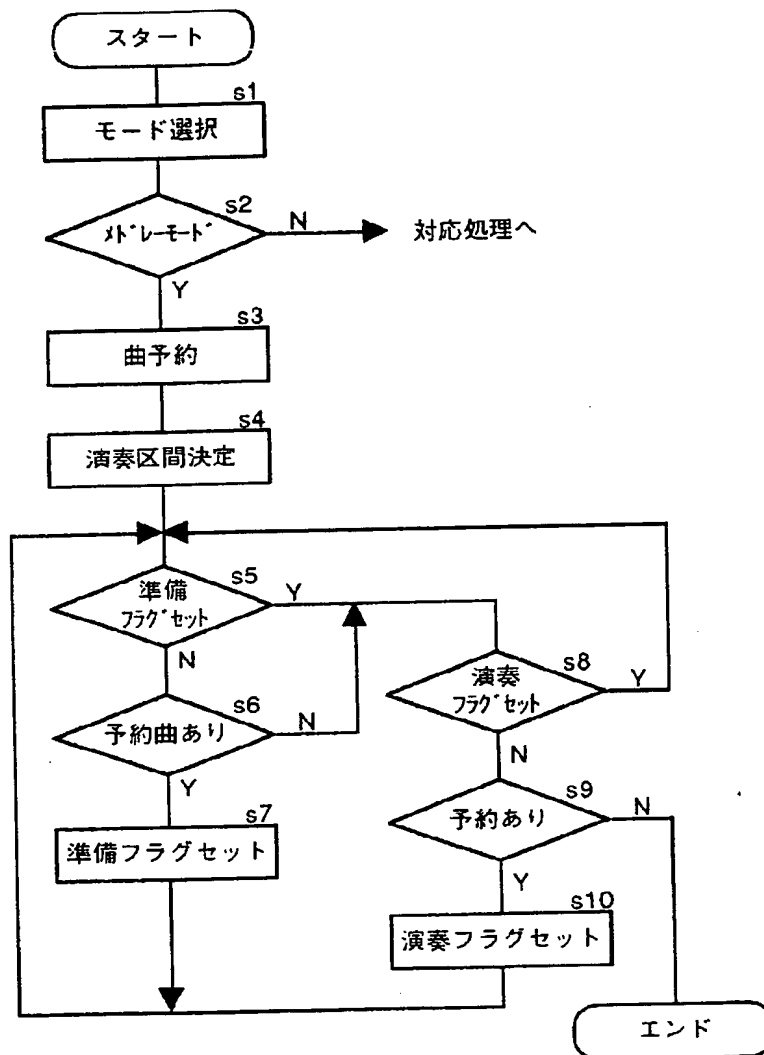 スタート
s1
モード選択
s2
メドレーモード
N
対応処理へ
Y
s3
曲予約
s4
演奏区間決定
s5
準備
フラグセット
Y
N
s6
予約曲あり
N
Y
s7
準備フラグセット
s8
演奏
フラグセット
Y
N
s9
予約あり
N
Y
s10
演奏フラグセット
エンド